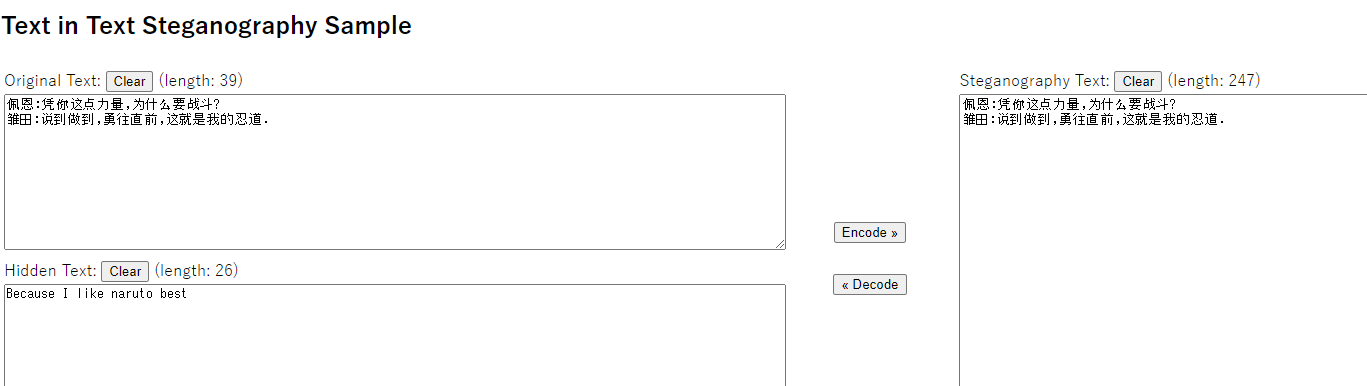 Text in Text Steganography Sample
Original Text: Clear (length: 39)
佩恩:凭你这点力量,为什么要战斗?
雏田:说到做到,勇往直前,这就是我的忍道.
Hidden Text: Clear (length: 26)
Because I like naruto best
Encode »
« Decode
Steganography Text: Clear (length: 247)
佩恩:凭你这点力量,为什么要战斗?
雏田:说到做到,勇往直前,这就是我的忍道.